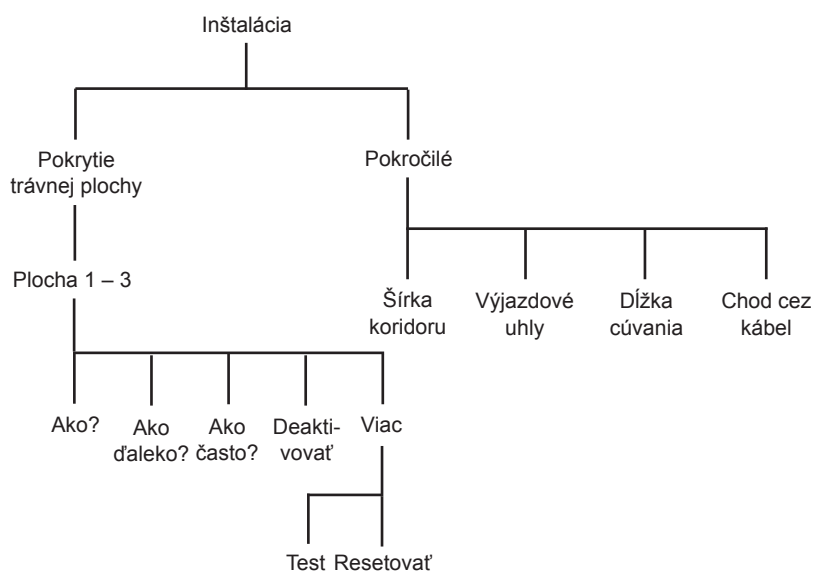 Inštalácia
Pokrytie
trávnej plochy
Pokročilé
Plocha 1 – 3
Šírka
koridoru
Výjazdové
uhly
Dĺžka
cúvania
Chod cez
kábel
Ako?
Ako
ďaleko?
Ako
často?
Deakti-
vovať
Viac
Test
Resetovať